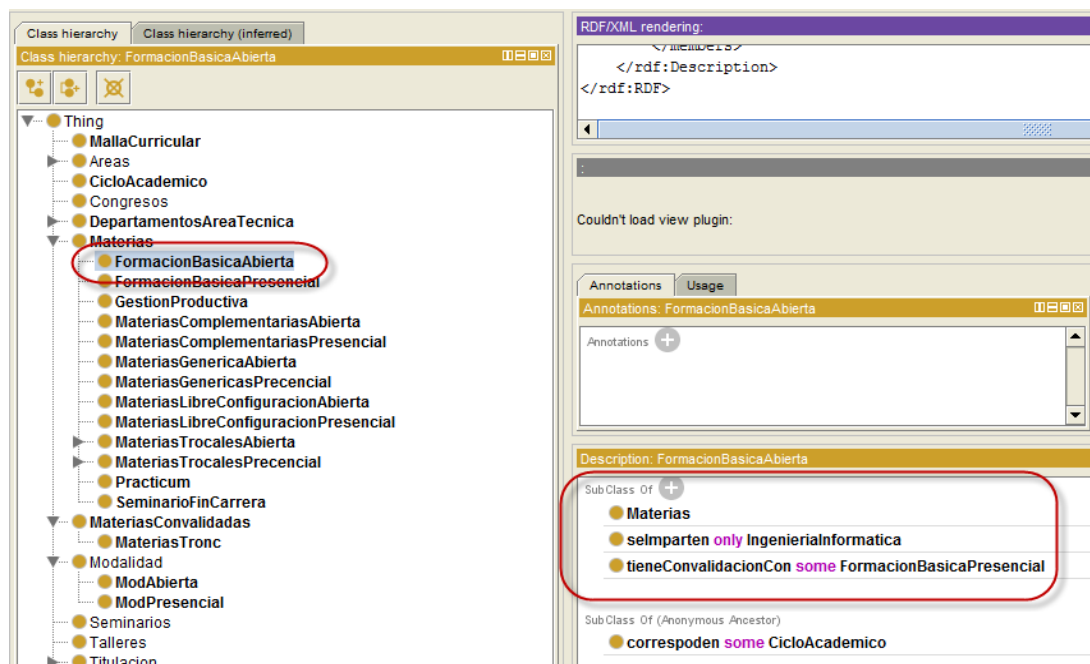 Class hierarchy
Class hierarchy (inferred)
Class hierarchy: FormacionBasicaAbierta
Thing
MallaCurricular
Areas
CicloAcademico
Congresos
DepartamentosAreaTecnica
Materias
FormacionBasicaAbierta
FormacionBasicaPresencial
GestionProductiva
MateriasComplementariasAbierta
MateriasComplementariasPresencial
MateriasGenericaAbierta
MateriasGenericasPrecencial
MateriasLibreConfiguracionAbierta
MateriasLibreConfiguracionPresencial
MateriasTrocalesAbierta
MateriasTrocalesPrecencial
Practicum
SeminarioFinCarrera
MateriasConvalidadas
MateriasTronc
Modalidad
ModAbierta
ModPresencial
Seminarios
Talleres
Titulacion
RDF/XML rendering:
</members>
</rdf:Description>
</rdf:RDF>
:
Couldn't load view plugin:
Annotations
Usage
Annotations: FormacionBasicaAbierta
Annotations
Description: FormacionBasicaAbierta
SubClass Of
Materias
seImparten only IngenieriaInformatica
tieneConvalidacionCon some FormacionBasicaPresencial
SubClass Of (Anonymous Ancestor)
correspoden some CicloAcademico